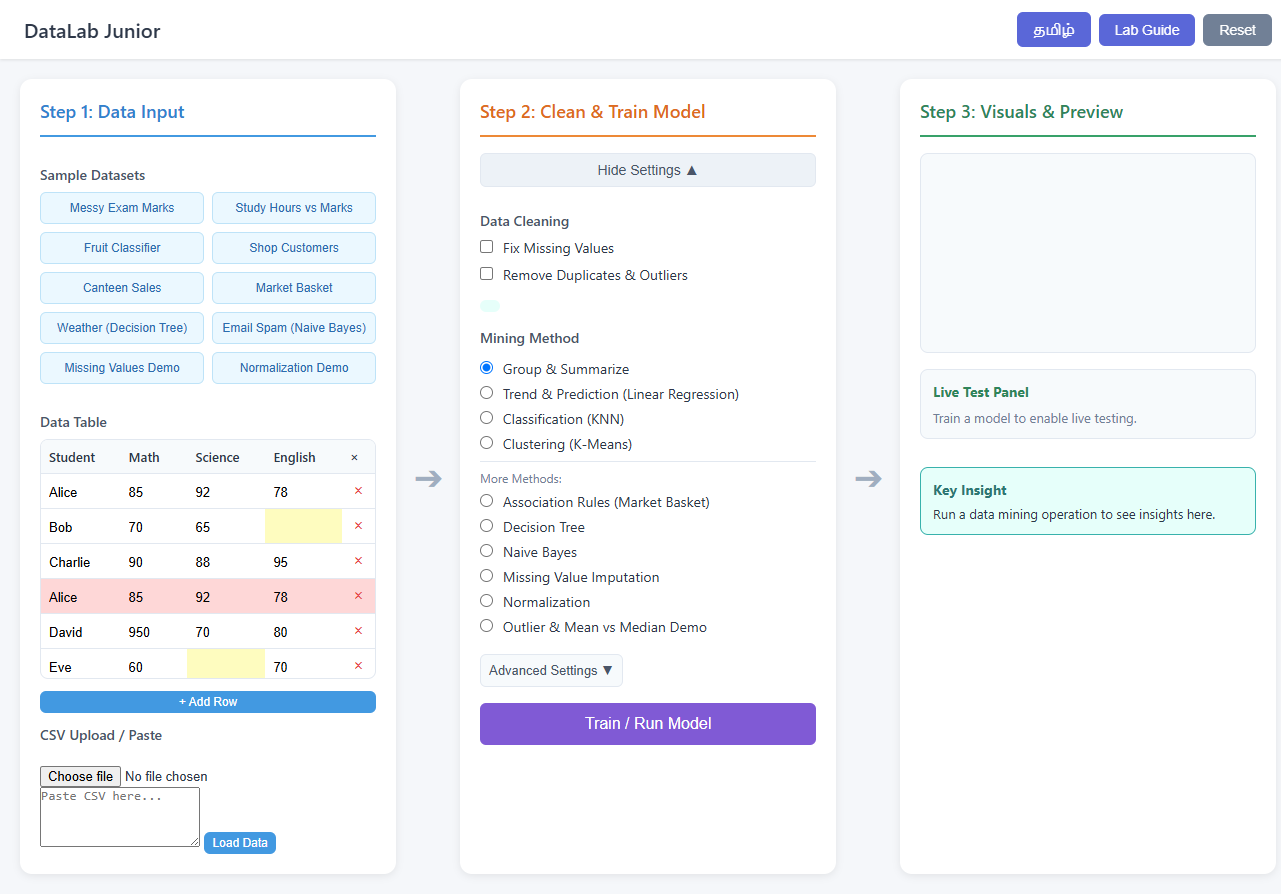 DataLab Junior
தமிழ்
Lab Guide
Reset
Step 1: Data Input
Sample Datasets
Messy Exam Marks
Study Hours vs Marks
Fruit Classifier
Shop Customers
Canteen Sales
Market Basket
Weather (Decision Tree)
Email Spam (Naive Bayes)
Missing Values Demo
Normalization Demo
Data Table
Student Math Science English ×
Alice 85 92 78 ×
Bob 70 65 ×
Charlie 90 88 95 ×
Alice 85 92 78 ×
David 950 70 80 ×
Eve 60 70 ×
+ Add Row
CSV Upload / Paste
Choose file No file chosen
Paste CSV here...
Load Data
➔
Step 2: Clean & Train Model
Hide Settings ▲
Data Cleaning
Fix Missing Values
Remove Duplicates & Outliers
Mining Method
Group & Summarize
Trend & Prediction (Linear Regression)
Classification (KNN)
Clustering (K-Means)
More Methods:
Association Rules (Market Basket)
Decision Tree
Naive Bayes
Missing Value Imputation
Normalization
Outlier & Mean vs Median Demo
Advanced Settings ▼
Train / Run Model
➔
Step 3: Visuals & Preview
Live Test Panel
Train a model to enable live testing.
Key Insight
Run a data mining operation to see insights here.